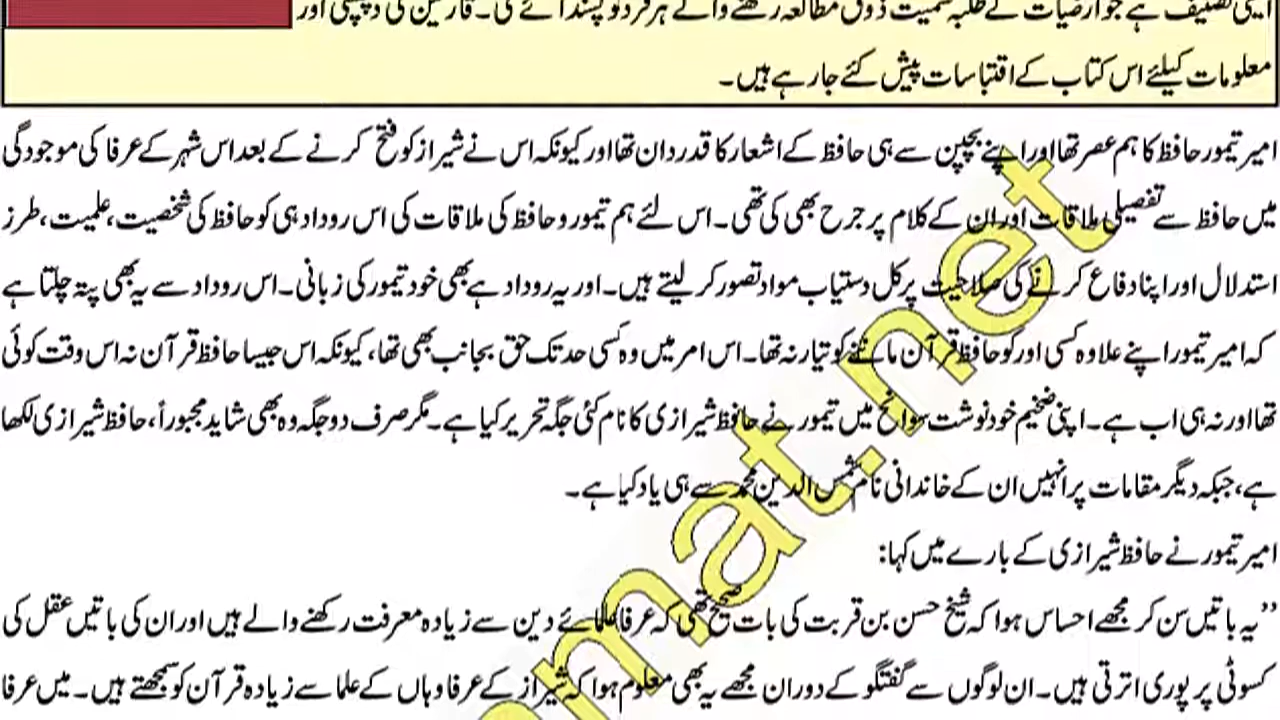 ایسی تصنیف ہے جو ارضیات کے طلبہ سمیت ذوق مطالعہ رکھنے والے ہر فرد کو پسند آئے گی۔ قارئین کی دلچسپی اور
معلومات کیلئے اس کتاب کے اقتباسات پیش کئے جا رہے ہیں۔
امیر تیمور حافظ کا ہم عصر تھا اور اپنے بچپن سے ہی حافظ کے اشعار کا قدردان تھا اور کیونکہ اس نے شیراز کو فتح کرنے کے بعد اس شہر کے عرفا کی موجودگی
میں حافظ سے تفصیلی ملاقات اور ان کے کلام پر جرح بھی کی تھی۔ اس لئے ہم تیمور و حافظ کی ملاقات کی اس روداد ہی کو حافظ کی شخصیت، علمیت، طرز
استدلال اور اپنا دفاع کرنے کی صلاحیت پر کل دستیاب مواد تصور کر لیتے ہیں۔ اور یہ روداد ہے بھی خود تیمور کی زبانی۔ اس روداد سے یہ بھی پتہ چلتا ہے
کہ امیر تیمور اپنے علاوہ کسی اور کو حافظ قرآن ماننے کو تیار نہ تھا۔ اس امر میں وہ کسی حد تک حق بجانب بھی تھا، کیونکہ اس جیسا حافظ قرآن نہ اس وقت کوئی
تھا اور نہ ہی اب ہے۔ اپنی ضخیم خودنوشت سوانح میں تیمور نے حافظ شیرازی کا نام کئی جگہ تحریر کیا ہے۔ مگر صرف دو جگہ وہ بھی شاید مجبوراً، حافظ شیرازی لکھا
ہے، جبکہ دیگر مقامات پر انہیں ان کے خاندانی نام شمس الدین محمد سے ہی یاد کیا ہے۔
امیر تیمور نے حافظ شیرازی کے بارے میں کہا:
’’یہ باتیں سن کر مجھے احساس ہوا کہ شیخ حسن بن قربت کی بات صحیح تھی کہ عرفا علمائے دین سے زیادہ معرفت رکھنے والے ہیں اور ان کی باتیں عقل کی
کسوٹی پر پوری اترتی ہیں۔ ان لوگوں سے گفتگو کے دوران مجھے یہ بھی معلوم ہوا کہ شیراز کے عرفا وہاں کے علما سے زیادہ قرآن کو سمجھتے ہیں۔ میں عرفا
mat.net